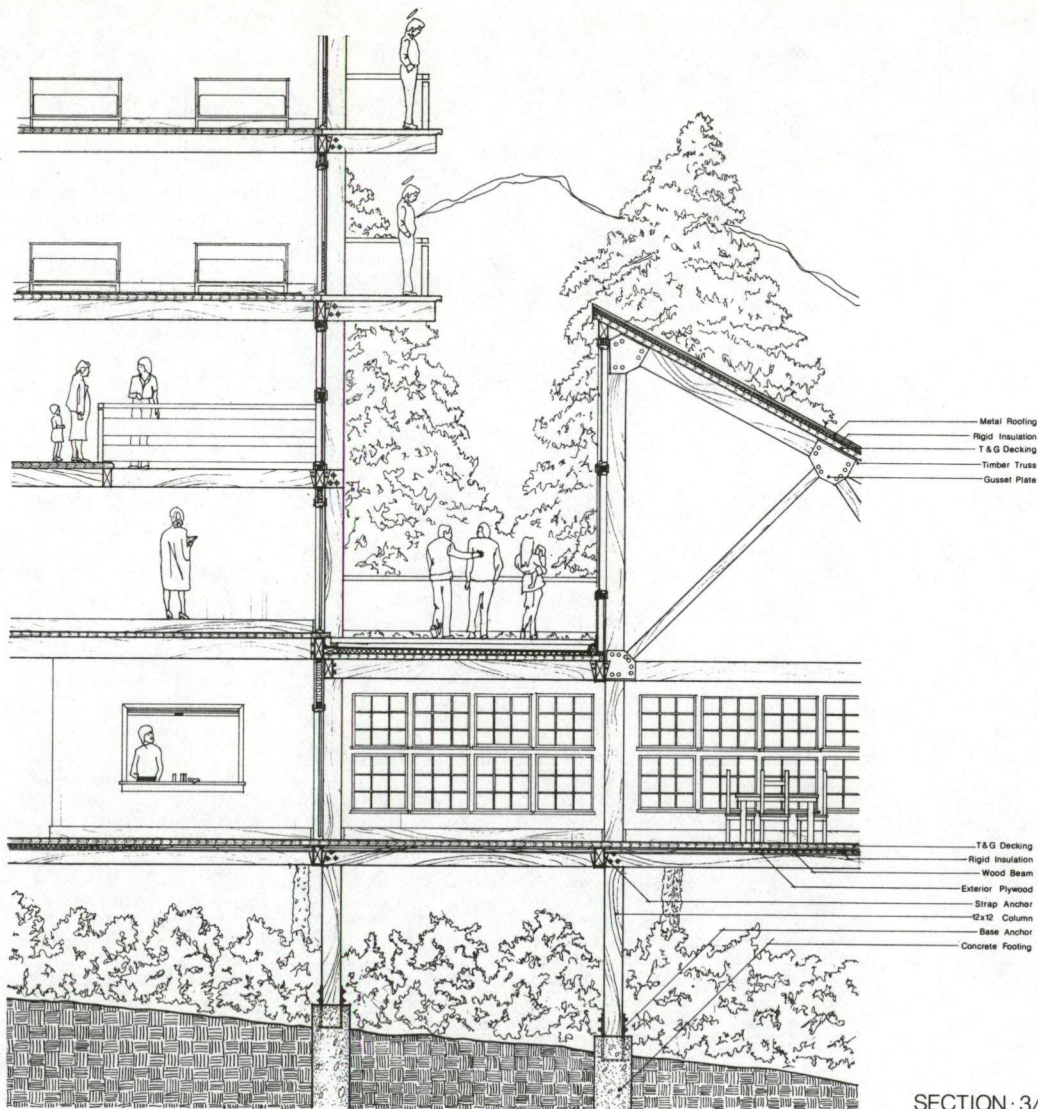 Metal Roofing
Rigid Insulation
T & G Decking
Timber Truss
Gusset Plate
T&G Decking
Rigid Insulation
Wood Beam
Exterior Plywood
Strap Anchor
12x12 Column
Base Anchor
Concrete Footing
SECTION · 3/